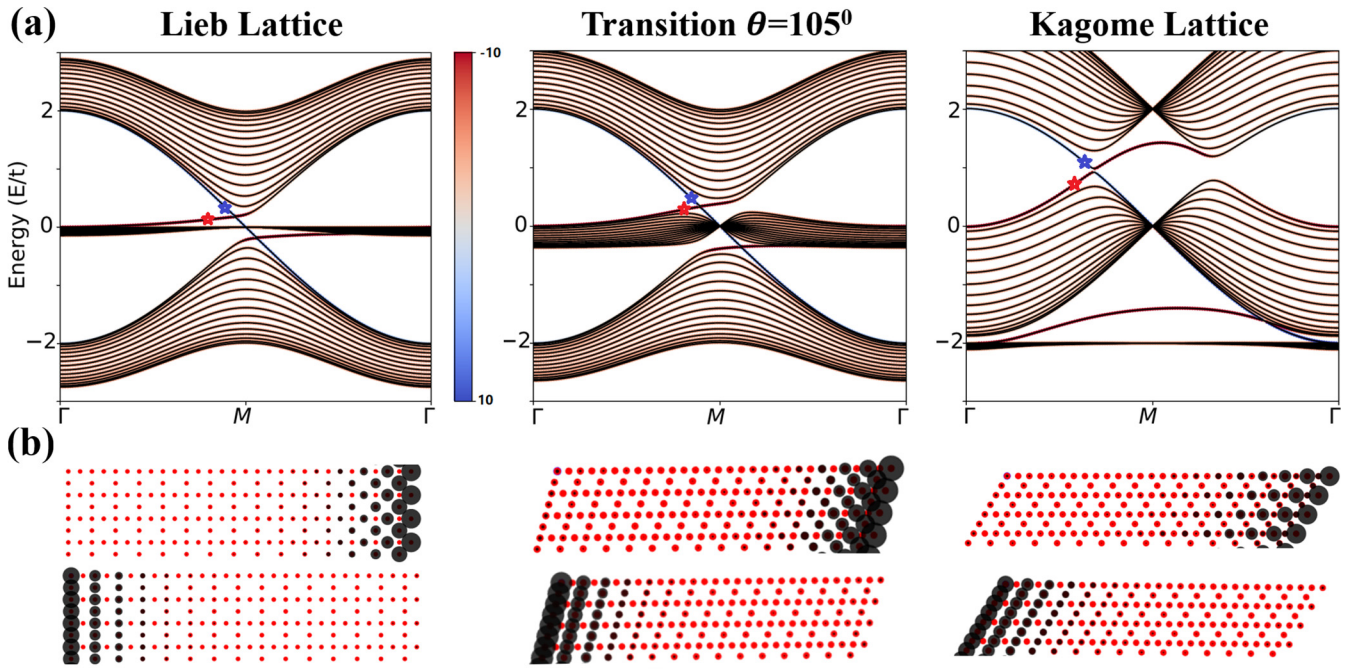 (a) Lieb Lattice Transition θ=105⁰ Kagome Lattice
-10
2 2 2
0 0 0
−2 −2 −2
10
Energy (E/t)
Γ M Γ Γ M Γ Γ M Γ
(b)